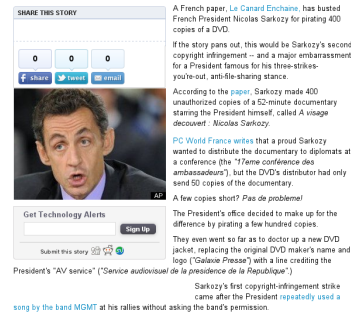 SHARE THIS STORY
0
0
0
share
tweet
email
AP
Get Technology Alerts
Sign Up
Submit this story
A French paper, Le Canard Enchaine, has busted
French President Nicolas Sarkozy for pirating 400
copies of a DVD.
If the story pans out, this would be Sarkozy's second
copyright infringement -- and a major embarrassment
for a President famous for his three-strikes-
you're-out, anti-file-sharing stance.
According to the paper, Sarkozy made 400
unauthorized copies of a 52-minute documentary
starring the President himself, called A visage
decouvert : Nicolas Sarkozy.
PC World France writes that a proud Sarkozy
wanted to distribute the documentary to diplomats at
a conference (the "17eme conférence des
ambassadeurs"), but the DVD's distributor had only
send 50 copies of the documentary.
A few copies short? Pas de probleme!
The President's office decided to make up for the
difference by pirating a few hundred copies.
They even went so far as to doctor up a new DVD
jacket, replacing the original DVD maker's name and
logo ("Galaxie Presse") with a line crediting the
President's "AV service" ("Service audiovisuel de la presidence de la Republique".)
Sarkozy's first copyright-infringement strike
came after the President repeatedly used a
song by the band MGMT at his rallies without asking the band's permission.